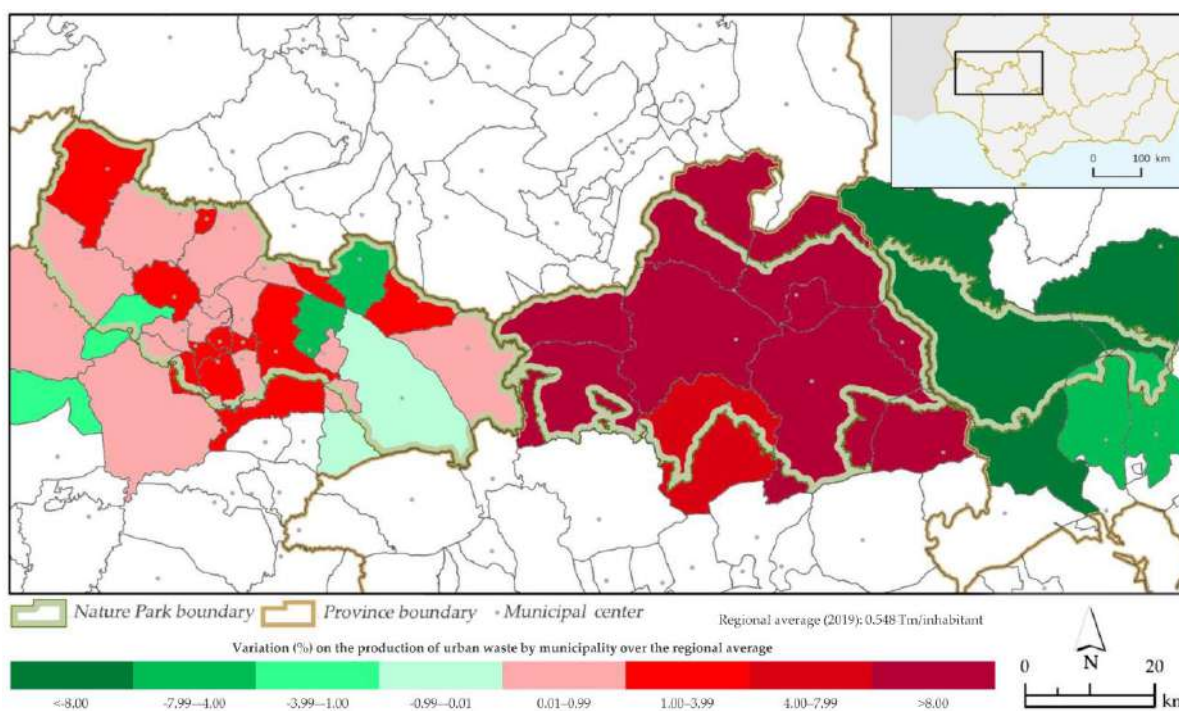 0 100 km
Nature Park boundary Province boundary • Municipal center Regional average (2019): 0.548 Tm/inhabitant
Variation (%) on the production of urban waste by municipality over the regional average
<-8.00 -7.99–-4.00 -3.99–-1.00 -0.99–-0.01 0.01–0.99 1.00–3.99 4.00–7.99 >8.00
N
0 20
km